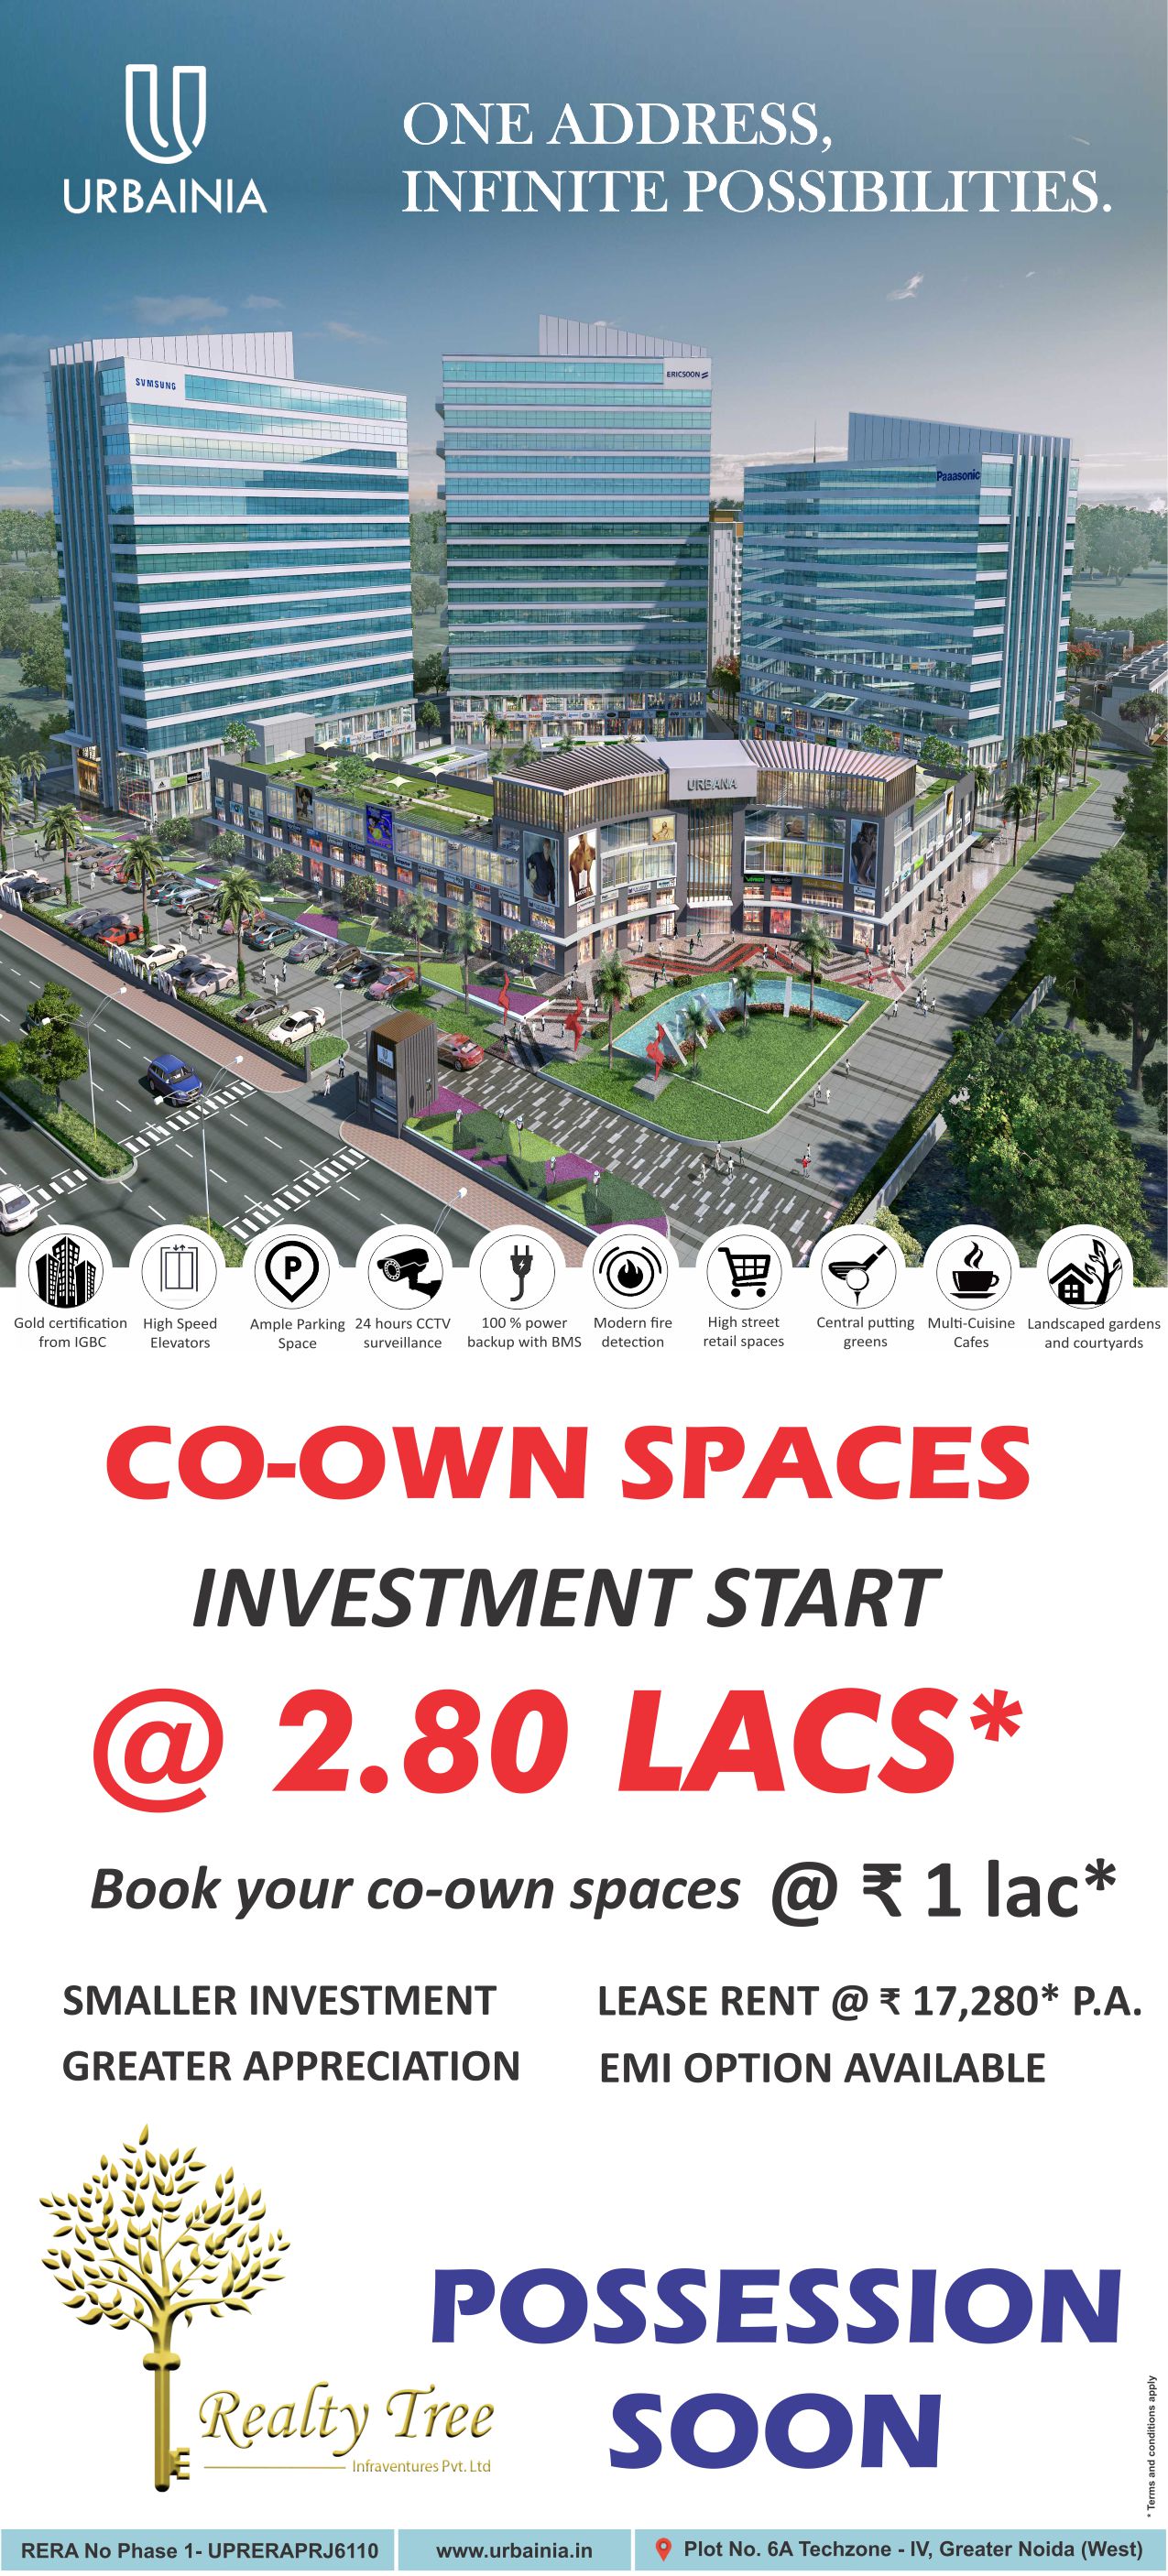 URBAINIA
ONE ADDRESS,
INFINITE POSSIBILITIES.
SVMSUNG
ERICSOON
Paaasonic
URBANA
Gold certification
from IGBC
High Speed
Elevators
Ample Parking
Space
24 hours CCTV
surveillance
100 % power
backup with BMS
Modern fire
detection
High street
retail spaces
Central putting
greens
Multi-Cuisine
Cafes
Landscaped gardens
and courtyards
CO-OWN SPACES
INVESTMENT START
@ 2.80 LACS*
Book your co-own spaces @ ₹ 1 lac*
SMALLER INVESTMENT
GREATER APPRECIATION
LEASE RENT @ ₹ 17,280* P.A.
EMI OPTION AVAILABLE
Realty Tree
Infraventures Pvt. Ltd
POSSESSION
SOON
* Terms and conditions apply
RERA No Phase 1- UPRERAPRJ6110
www.urbainia.in
Plot No. 6A Techzone - IV, Greater Noida (West)